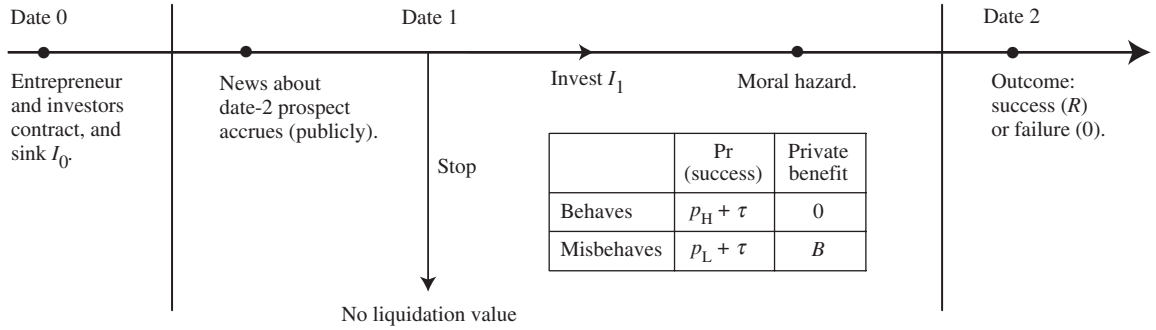 Date 0
Date 1
Date 2
Entrepreneur
and investors
contract, and
sink I₀.
News about
date-2 prospect
accrues (publicly).
Stop
No liquidation value
Invest I₁
Moral hazard.
Pr
(success)
Private
benefit
Behaves p_H + τ 0
Misbehaves p_L + τ B
Outcome:
success (R)
or failure (0).